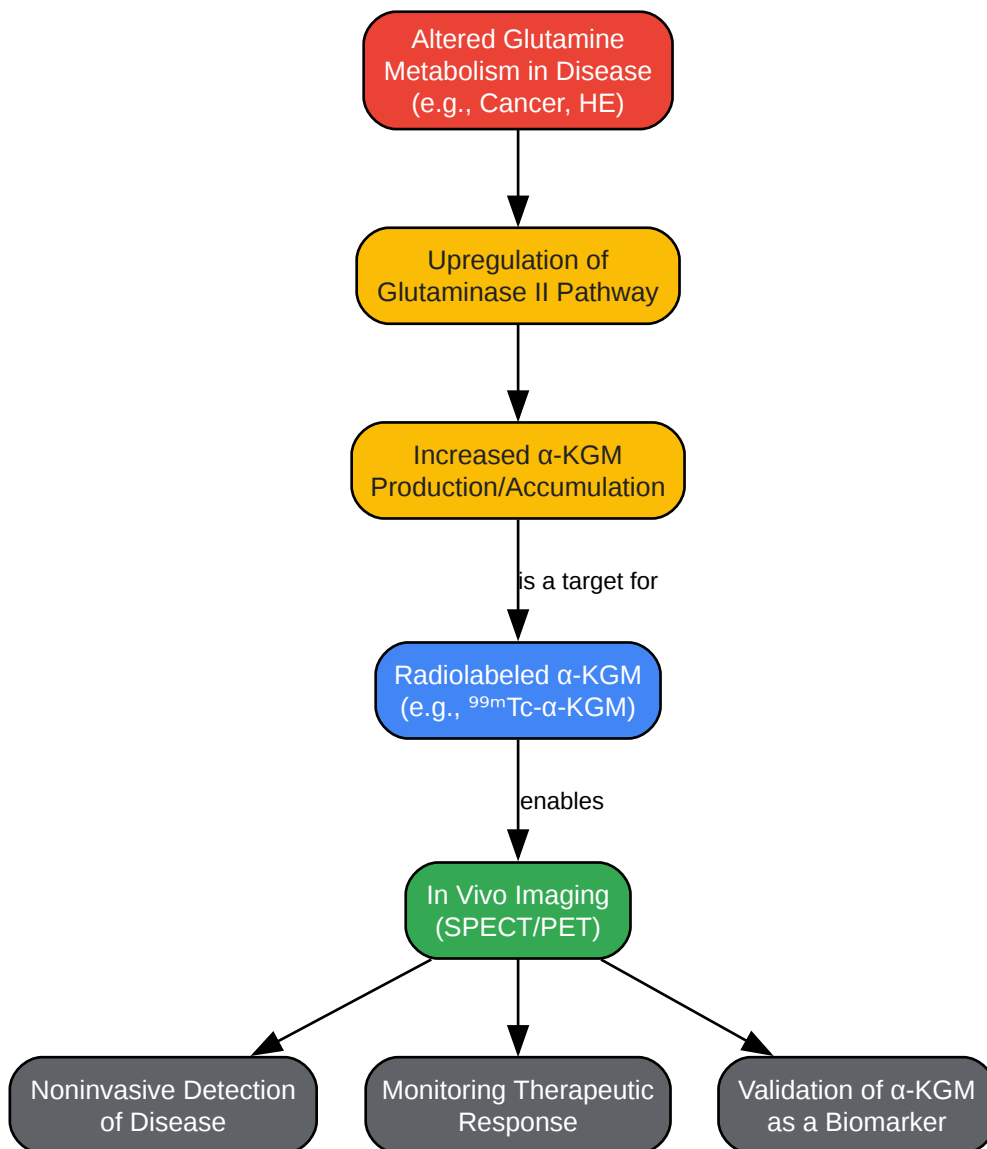 Altered Glutamine
Metabolism in Disease
(e.g., Cancer, HE)
Upregulation of
Glutaminase II Pathway
Increased α-KGM
Production/Accumulation
is a target for
Radiolabeled α-KGM
(e.g., ⁹⁹ᵐTc-α-KGM)
enables
In Vivo Imaging
(SPECT/PET)
Noninvasive Detection
of Disease
Monitoring Therapeutic
Response
Validation of α-KGM
as a Biomarker